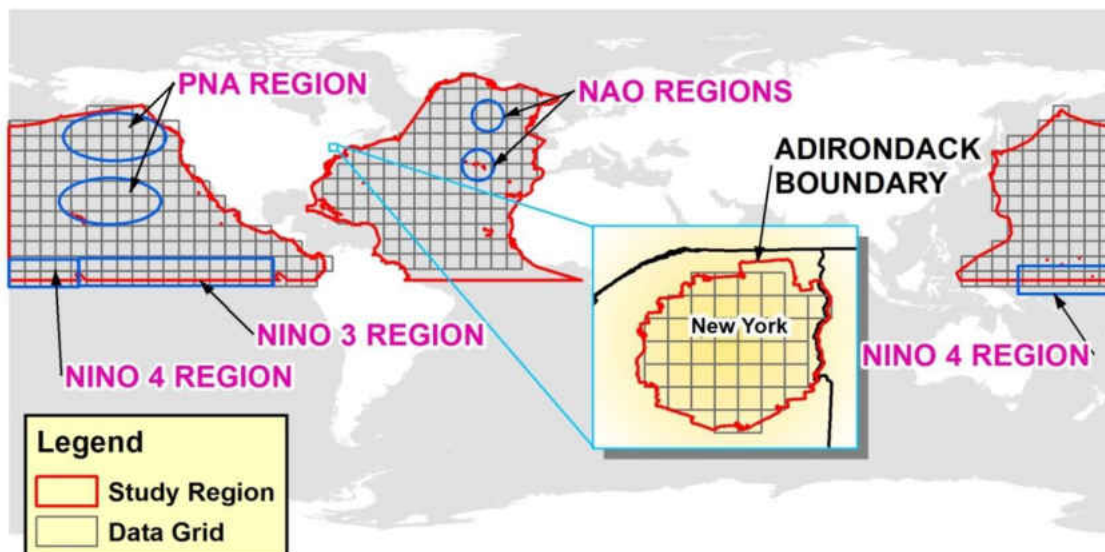 PNA REGION
NAO REGIONS
ADIRONDACK
BOUNDARY
New York
NINO 3 REGION
NINO 4 REGION
NINO 4 REGION
Legend
Study Region
Data Grid